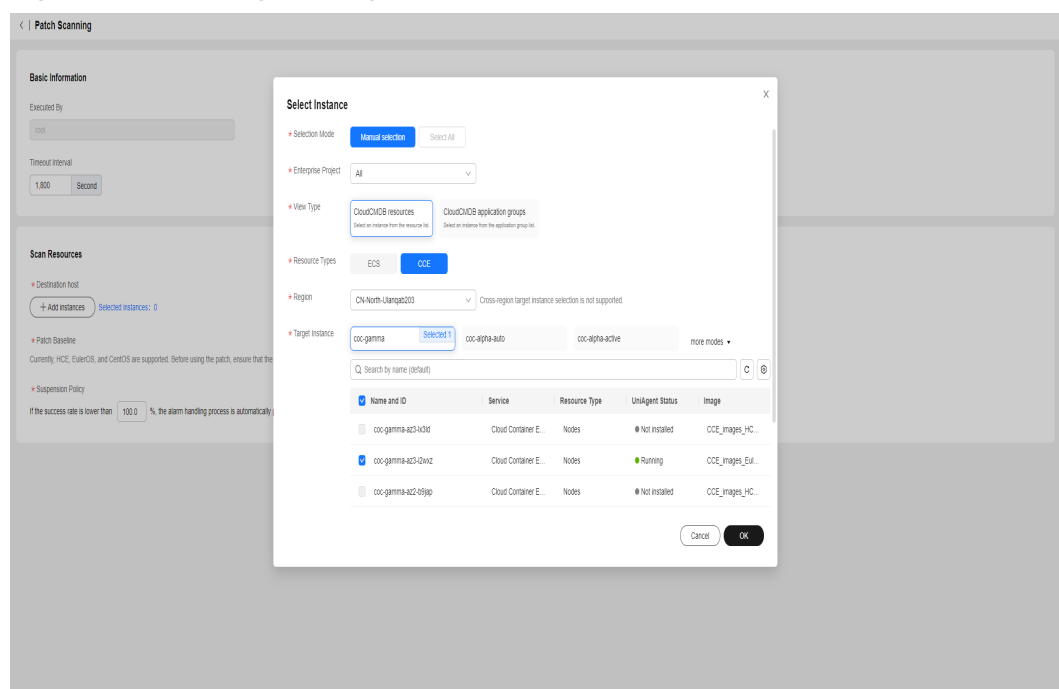 Patch Scanning
Basic Information
Executed By
root
Timeout Interval
1,800 Second
Scan Resources
* Destination host
+ Add instances Selected instances: 0
* Patch Baseline
Currently, HCE, EulerOS, and CentOS are supported. Before using the patch, ensure that the
* Suspension Policy
If the success rate is lower than 100.0 %, the alarm handling process is automatically
Select Instance X
* Selection Mode Manual selection Select All
* Enterprise Project All
* View Type CloudCMDB resources CloudCMDB application groups
Select an instance from the resource list. Select an instance from the application group list.
* Resource Types ECS CCE
* Region CN-North-Ulanqab203 Cross-region target instance selection is not supported.
* Target Instance coc-gamma Selected 1 coc-alpha-auto coc-alpha-active more modes
Search by name (default)
Name and ID Service Resource Type UniAgent Status Image
coc-gamma-az3-lx3ld Cloud Container E... Nodes Not installed CCE_images_HC...
coc-gamma-az3-l2wxz Cloud Container E... Nodes Running CCE_images_Eul...
coc-gamma-az2-b9jap Cloud Container E... Nodes Not installed CCE_images_HC...
Cancel OK